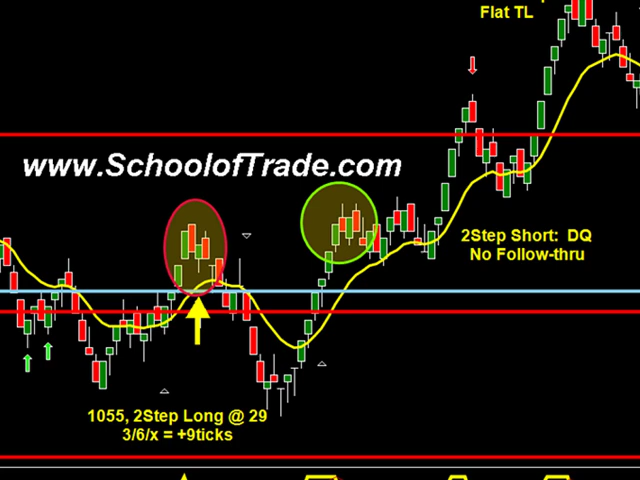 Flat TL
www.SchoolofTrade.com
2Step Short: DQ
No Follow-thru
1055, 2Step Long @ 29
3/6/x = +9ticks